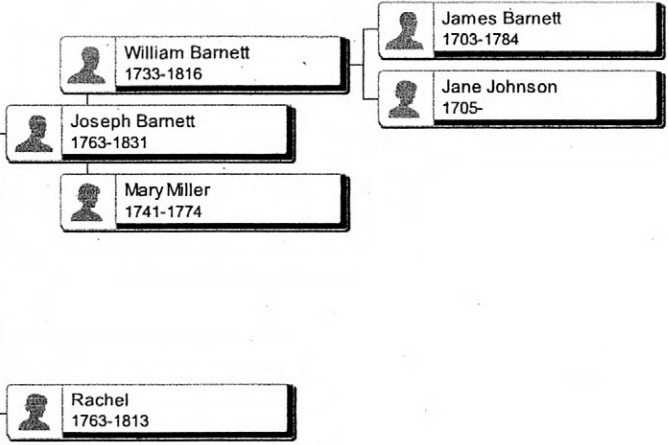 James Barnett
1703-1784
William Barnett
1733-1816
Jane Johnson
1705-
Joseph Barnett
1763-1831
Mary Miller
1741-1774
Rachel
1763-1813